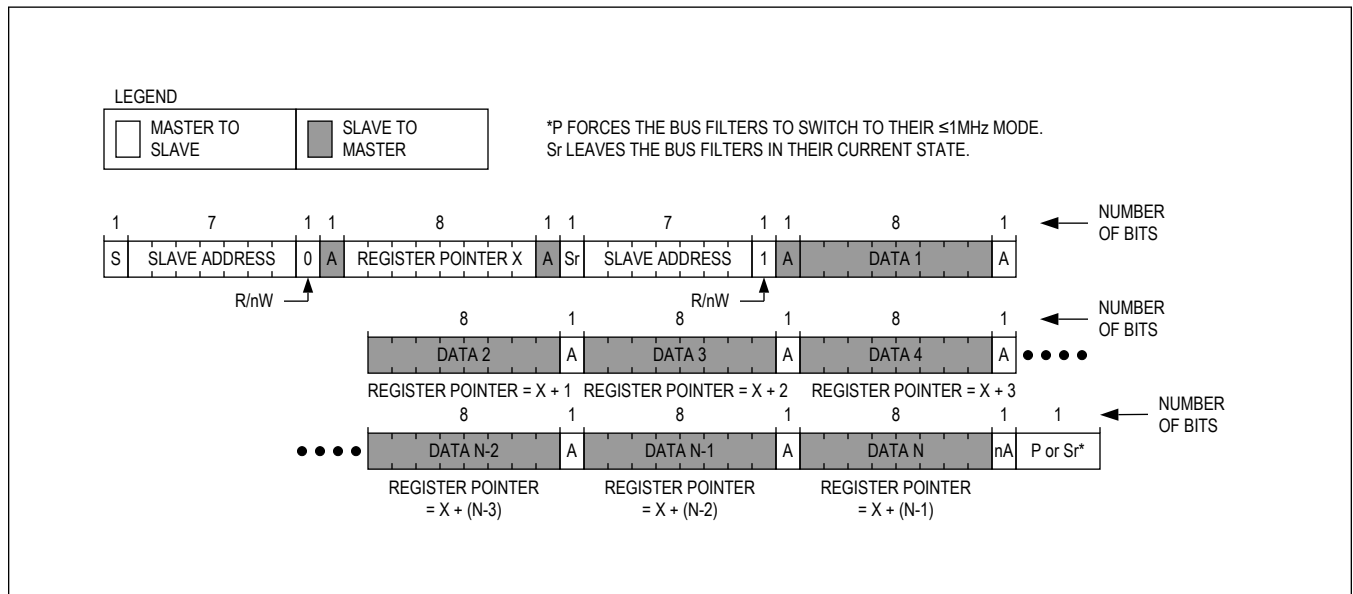 LEGEND
MASTER TO SLAVE
SLAVE TO MASTER
*P FORCES THE BUS FILTERS TO SWITCH TO THEIR ≤1MHz MODE.
Sr LEAVES THE BUS FILTERS IN THEIR CURRENT STATE.
1 7 1 1 8 1 1 7 1 1 8 1 NUMBER OF BITS
S SLAVE ADDRESS 0 A REGISTER POINTER X A Sr SLAVE ADDRESS 1 A DATA 1 A
R/nW R/nW
8 1 8 1 8 1 NUMBER OF BITS
DATA 2 A DATA 3 A DATA 4 A
REGISTER POINTER = X + 1 REGISTER POINTER = X + 2 REGISTER POINTER = X + 3
8 1 8 1 8 1 1 NUMBER OF BITS
DATA N-2 A DATA N-1 A DATA N nA P or Sr*
REGISTER POINTER REGISTER POINTER REGISTER POINTER
= X + (N-3) = X + (N-2) = X + (N-1)